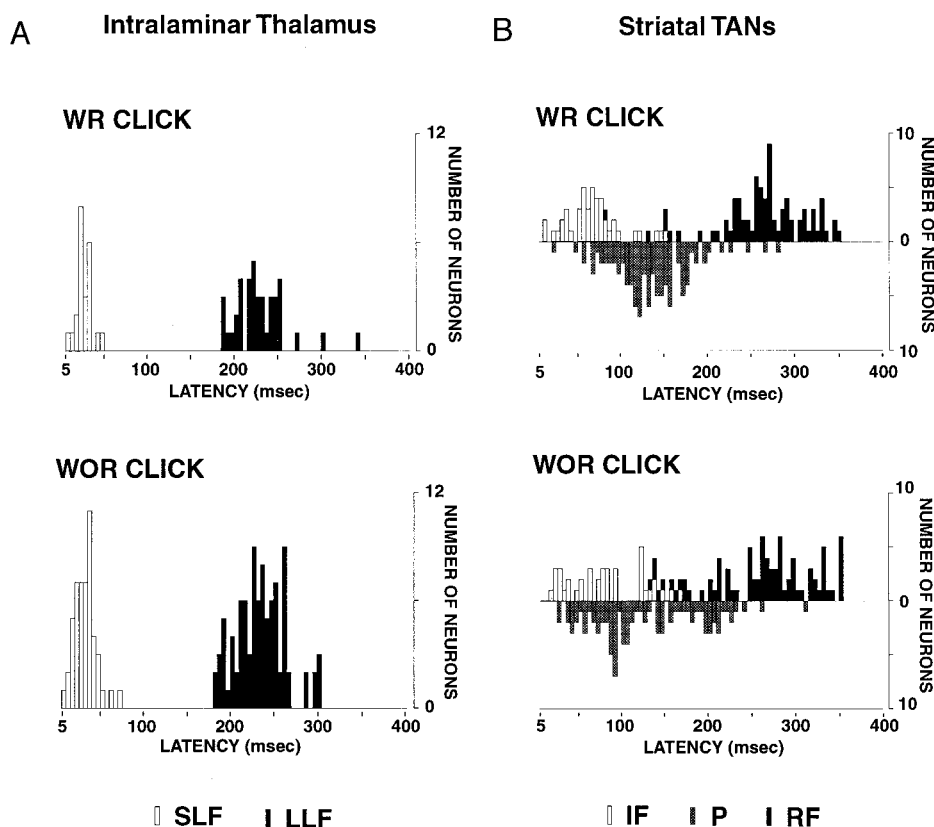 A
Intralaminar Thalamus
WR CLICK
12
NUMBER OF NEURONS
0
5 100 200 300 400
LATENCY (msec)
WOR CLICK
12
NUMBER OF NEURONS
0
5 100 200 300 400
LATENCY (msec)
SLF LLF
B
Striatal TANs
WR CLICK
10
NUMBER OF NEURONS
0
10
5 100 200 300 400
LATENCY (msec)
WOR CLICK
10
NUMBER OF NEURONS
0
10
5 100 200 300 400
LATENCY (msec)
IF P RF